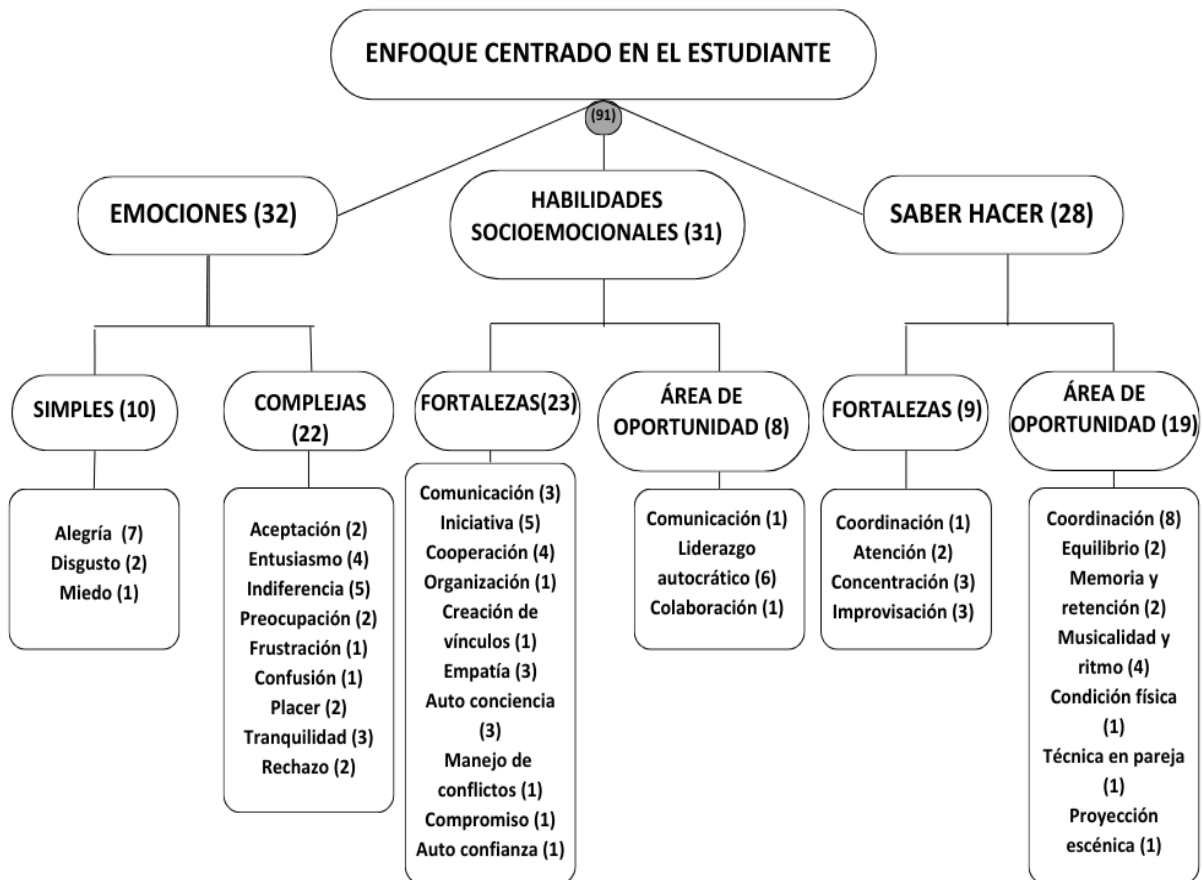 ENFOQUE CENTRADO EN EL ESTUDIANTE
(91)
EMOCIONES (32)
HABILIDADES
SOCIOEMOCIONALES (31)
SABER HACER (28)
SIMPLES (10)
COMPLEJAS
(22)
FORTALEZAS(23)
ÁREA DE
OPORTUNIDAD (8)
FORTALEZAS (9)
ÁREA DE
OPORTUNIDAD (19)
Alegría (7)
Disgusto (2)
Miedo (1)
Aceptación (2)
Entusiasmo (4)
Indiferencia (5)
Preocupación (2)
Frustración (1)
Confusión (1)
Placer (2)
Tranquilidad (3)
Rechazo (2)
Comunicación (3)
Iniciativa (5)
Cooperación (4)
Organización (1)
Creación de
vínculos (1)
Empatía (3)
Auto conciencia
(3)
Manejo de
conflictos (1)
Compromiso (1)
Auto confianza (1)
Comunicación (1)
Liderazgo
autocrático (6)
Colaboración (1)
Coordinación (1)
Atención (2)
Concentración (3)
Improvisación (3)
Coordinación (8)
Equilibrio (2)
Memoria y
retención (2)
Musicalidad y
ritmo (4)
Condición física
(1)
Técnica en pareja
(1)
Proyección
escénica (1)